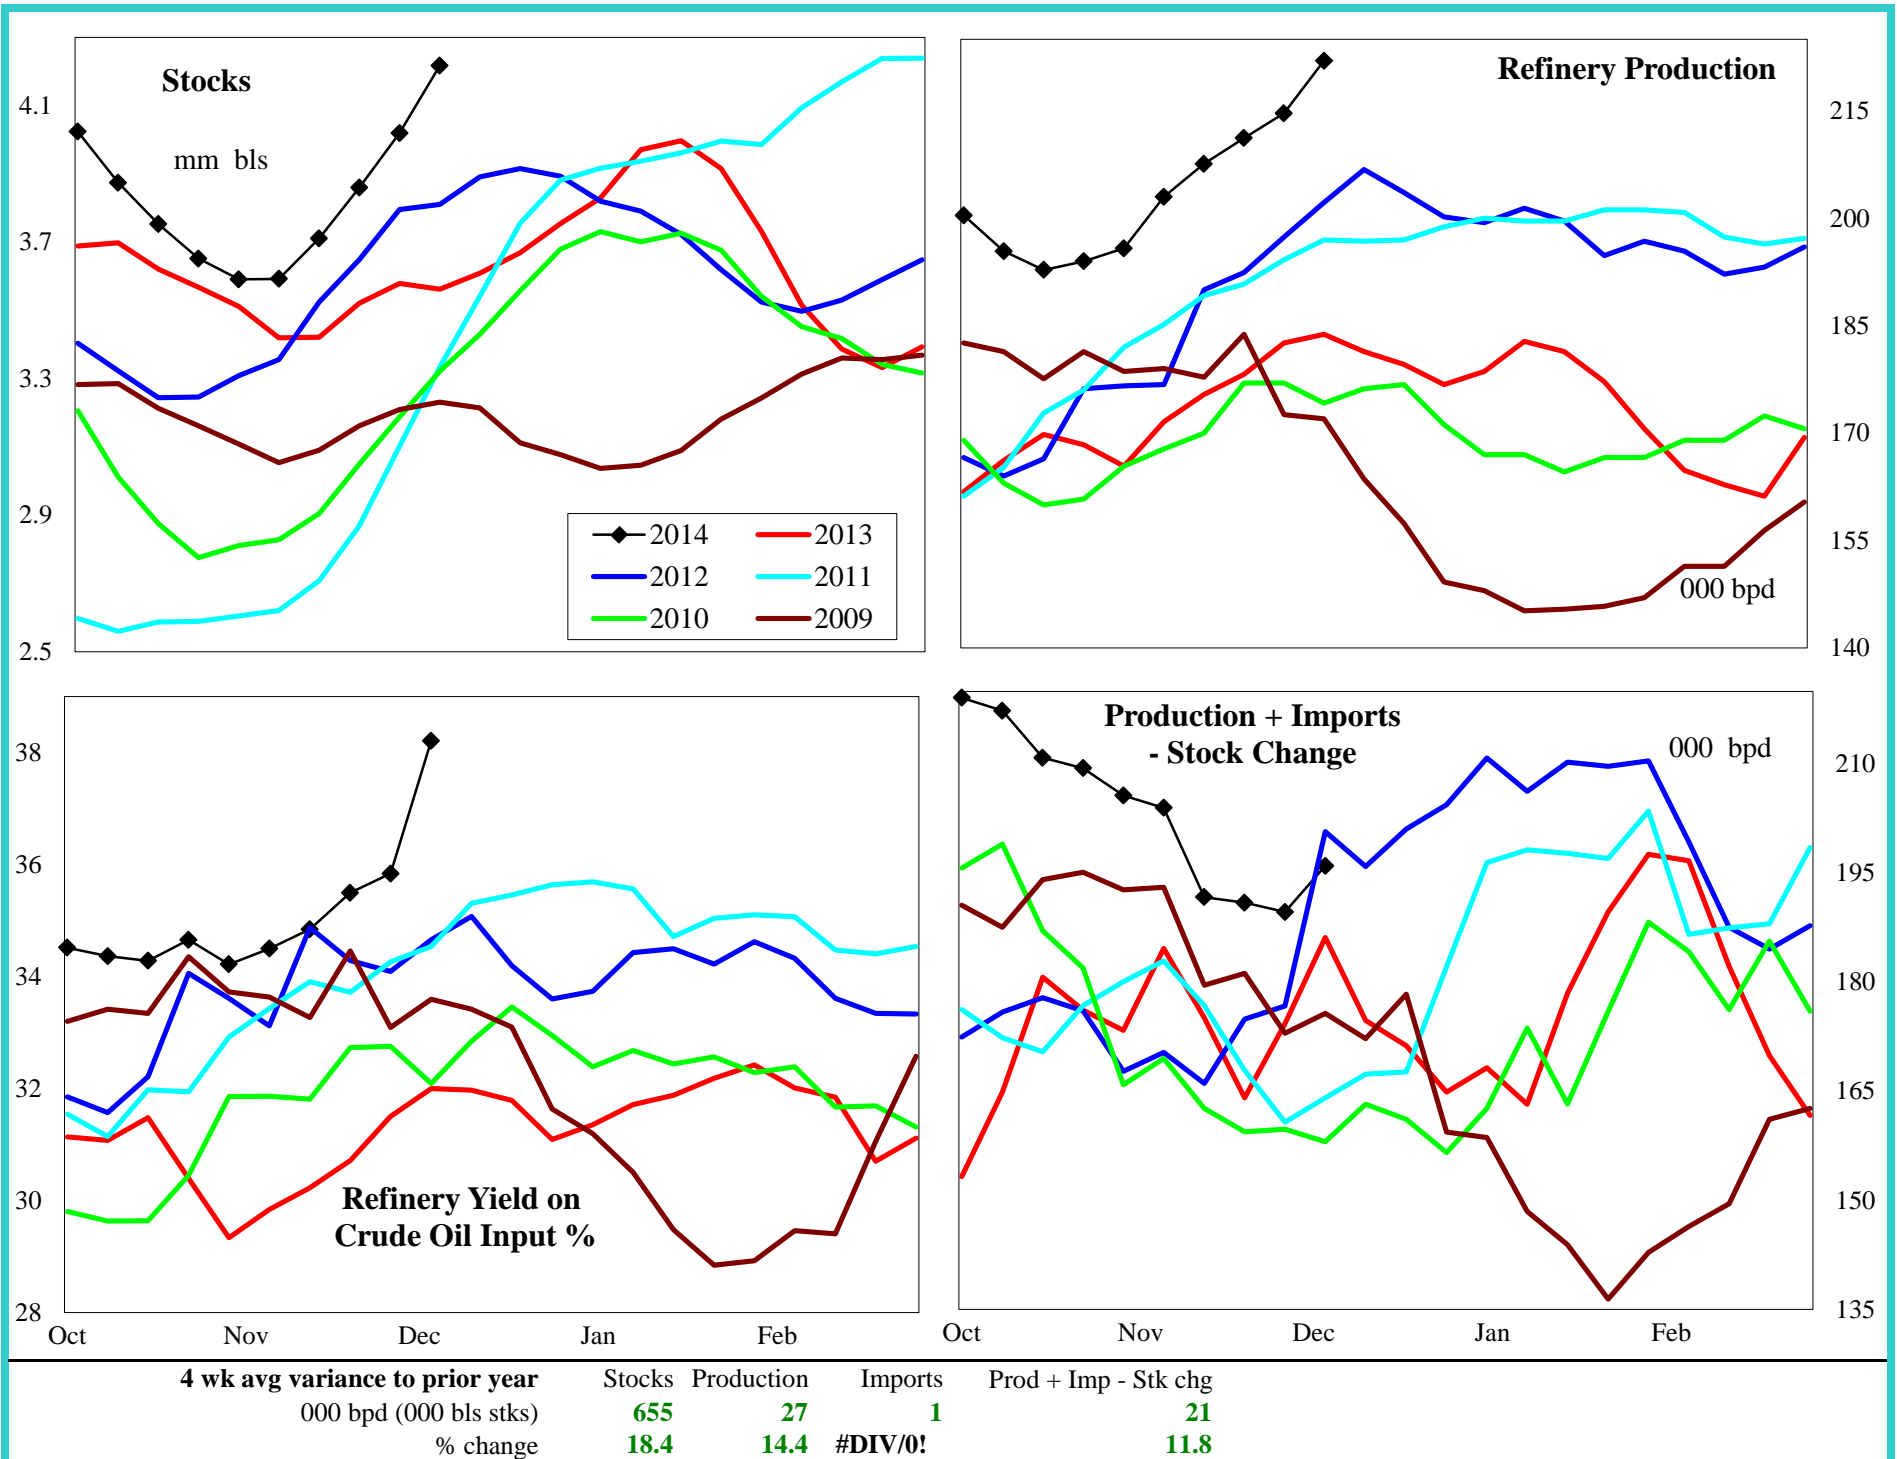 Stocks
mm bls
4.1
3.7
3.3
2.9
2.5
2014
2013
2012
2011
2010
2009
Refinery Production
000 bpd
215
200
185
170
155
140
38
36
34
32
30
28
Refinery Yield on
Crude Oil Input %
Oct
Nov
Dec
Jan
Feb
Production + Imports
- Stock Change
000 bpd
210
195
180
165
150
135
Oct
Nov
Dec
Jan
Feb
4 wk avg variance to prior year Stocks Production Imports Prod + Imp - Stk chg
000 bpd (000 bls stks) 655 27 1 21
% change 18.4 14.4 #DIV/0! 11.8